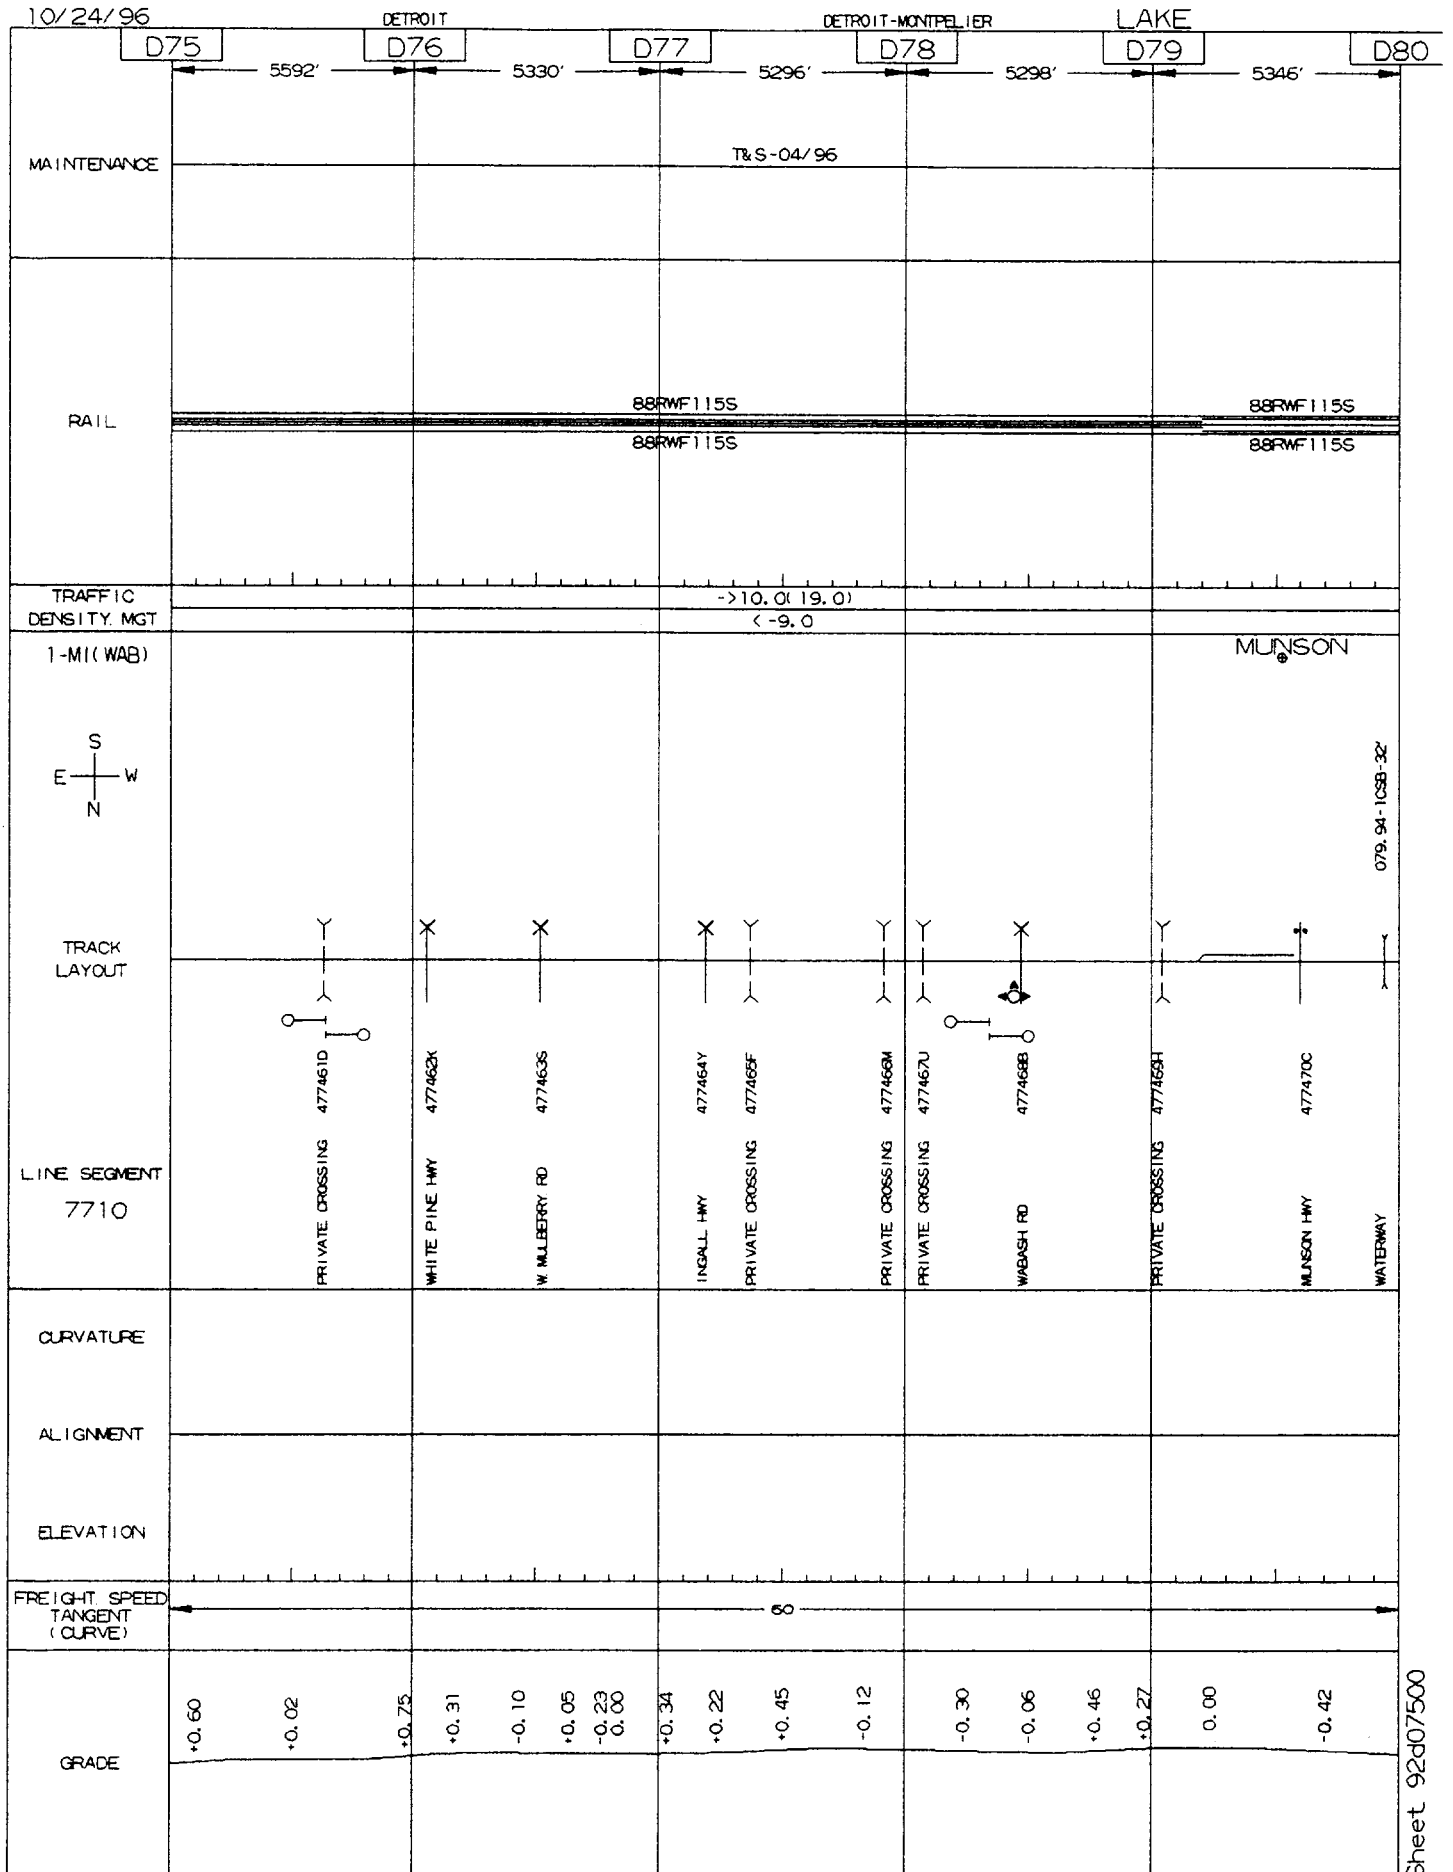 10/24/96
DETROIT
DETROIT-MONTPELIER
LAKE
D75
D76
D77
D78
D79
D80
5592'
5330'
5296'
5298'
5346'
MAINTENANCE
T&S-04/96
RAIL
88RWF115S
88RWF115S
88RWF115S
88RWF115S
TRAFFIC
DENSITY. MGT
->10.0(19.0)
<-9.0
1-MI(WAB)
MUNSON
S
E
W
N
079.94-1CSB-32'
TRACK
LAYOUT
477461D
477462K
477463S
477464Y
477465F
477466M
477467U
477468B
477469H
477470C
LINE SEGMENT
7710
PRIVATE CROSSING
WHITE PINE HWY
W. MULBERRY RD
INGALL HWY
PRIVATE CROSSING
PRIVATE CROSSING
PRIVATE CROSSING
WABASH RD
PRIVATE CROSSING
MUNSON HWY
WATERWAY
CURVATURE
ALIGNMENT
ELEVATION
FREIGHT SPEED
TANGENT
(CURVE)
60
GRADE
+0.60
+0.02
+0.75
+0.31
-0.10
+0.05
-0.23
0.00
+0.34
+0.22
+0.45
-0.12
-0.30
-0.06
+0.46
+0.27
0.00
-0.42
Sheet 92d07500